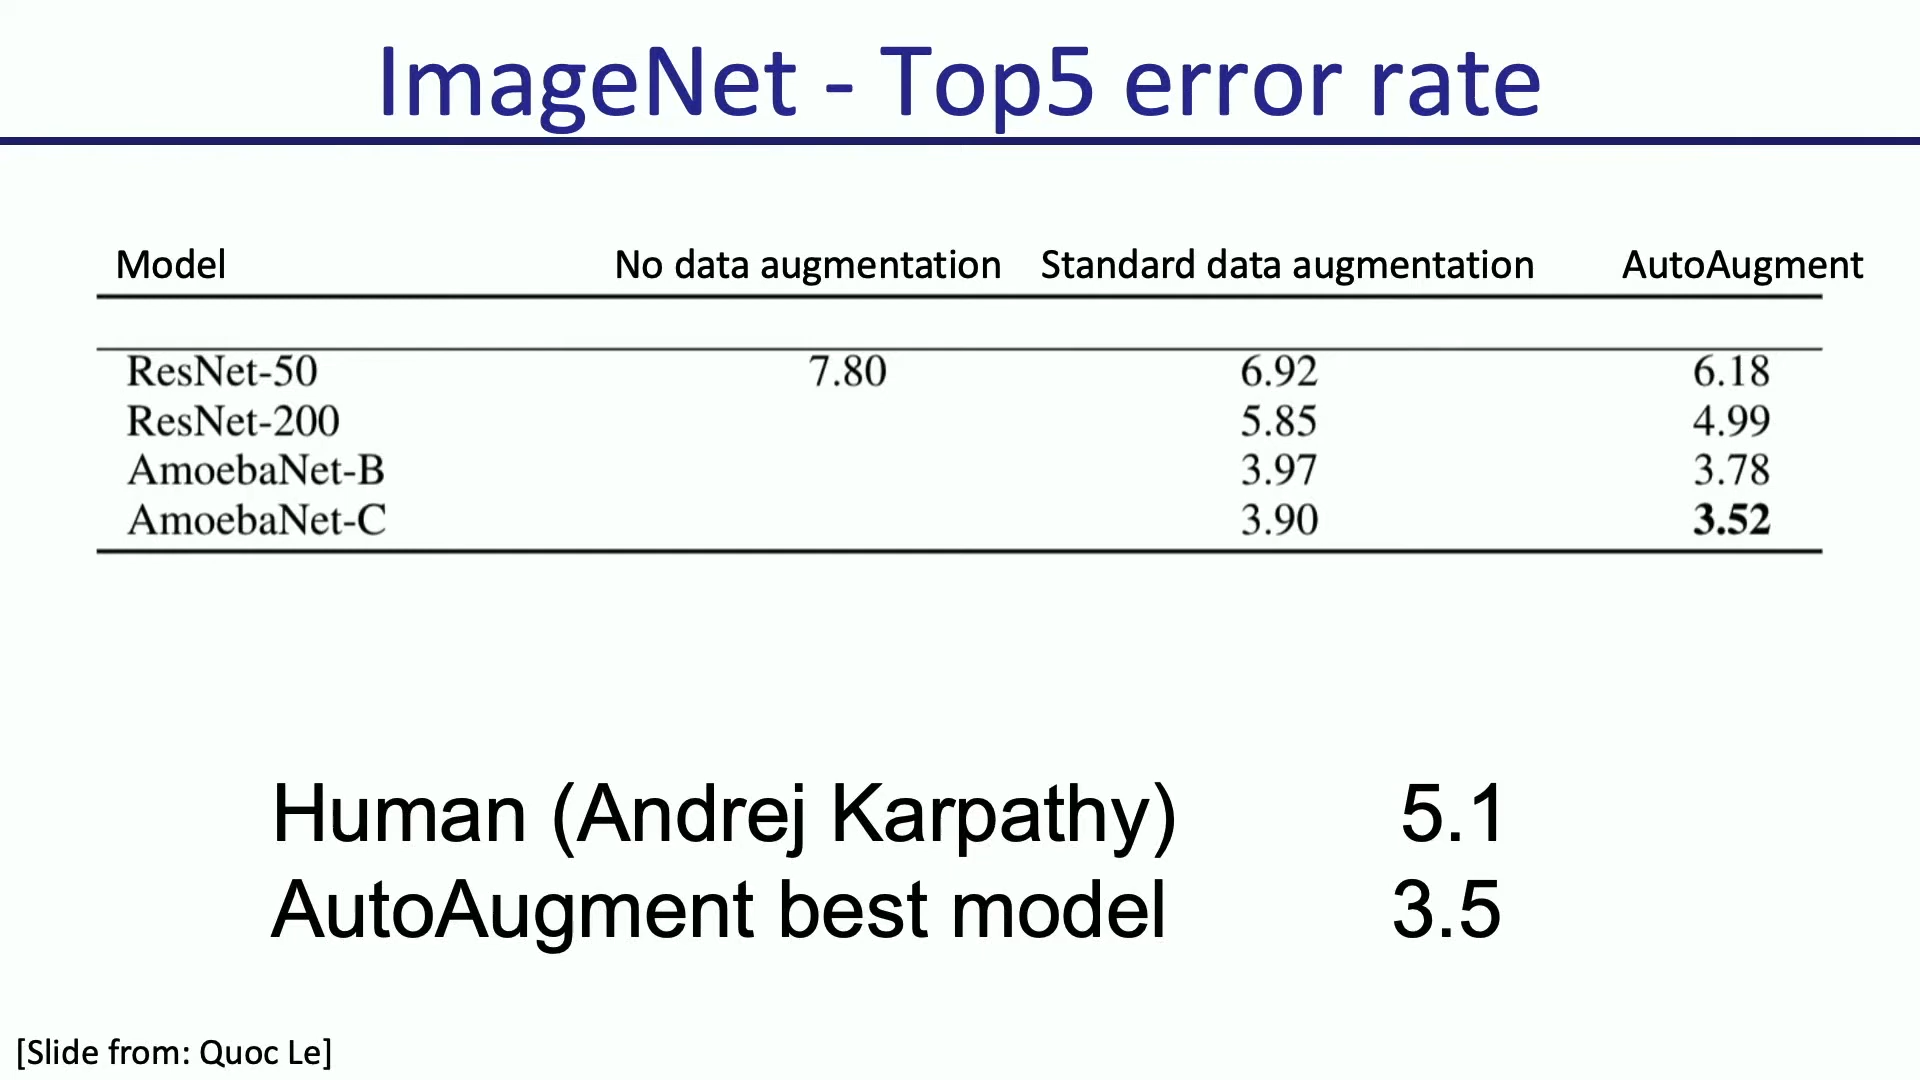 ImageNet - Top5 error rate
Model No data augmentation Standard data augmentation AutoAugment
ResNet-50 7.80 6.92 6.18
ResNet-200 5.85 4.99
AmoebaNet-B 3.97 3.78
AmoebaNet-C 3.90 3.52
Human (Andrej Karpathy) 5.1
AutoAugment best model 3.5
[Slide from: Quoc Le]